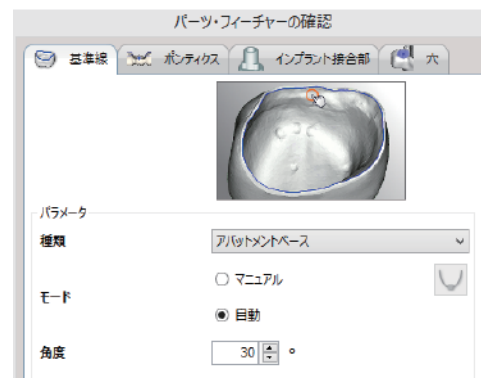 パーツ・フィーチャーの確認
基準線 ポンティクス インプラント接合部 穴
パラメータ
種類 アバットメントベース
モード マニュアル
自動
角度 30 °